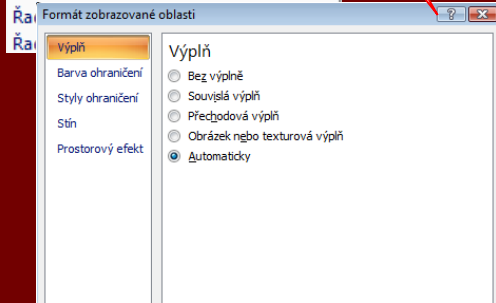 Řa
Řa
Formát zobrazované oblasti
?
Výplň
Barva ohraničení
Styly ohraničení
Stín
Prostorový efekt
Výplň
Bez výplně
Souvislá výplň
Přechodová výplň
Obrázek nebo texturová výplň
Automaticky